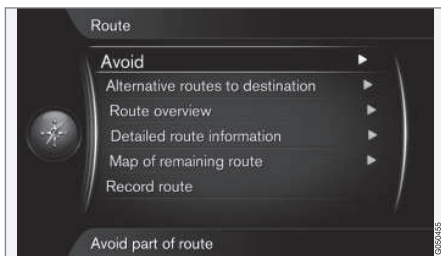 Route
Avoid
Alternative routes to destination
Route overview
Detailed route information
Map of remaining route
Record route
Avoid part of route
G050455